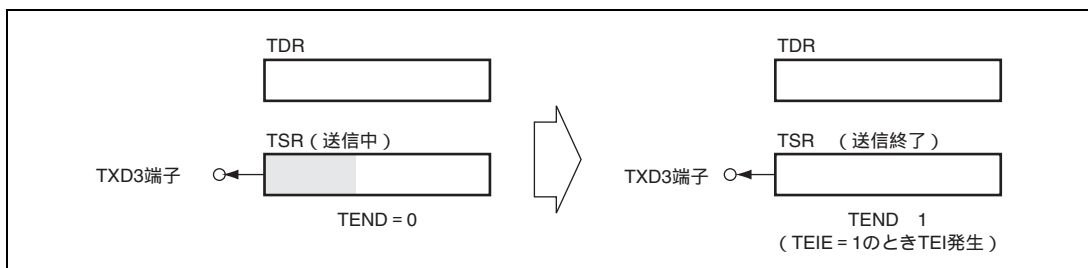 TDR
TSR（送信中）
TXD3端子
TEND = 0
TDR
TSR （送信終了）
TXD3端子
TEND 1
（TEIE = 1のときTEI発生）